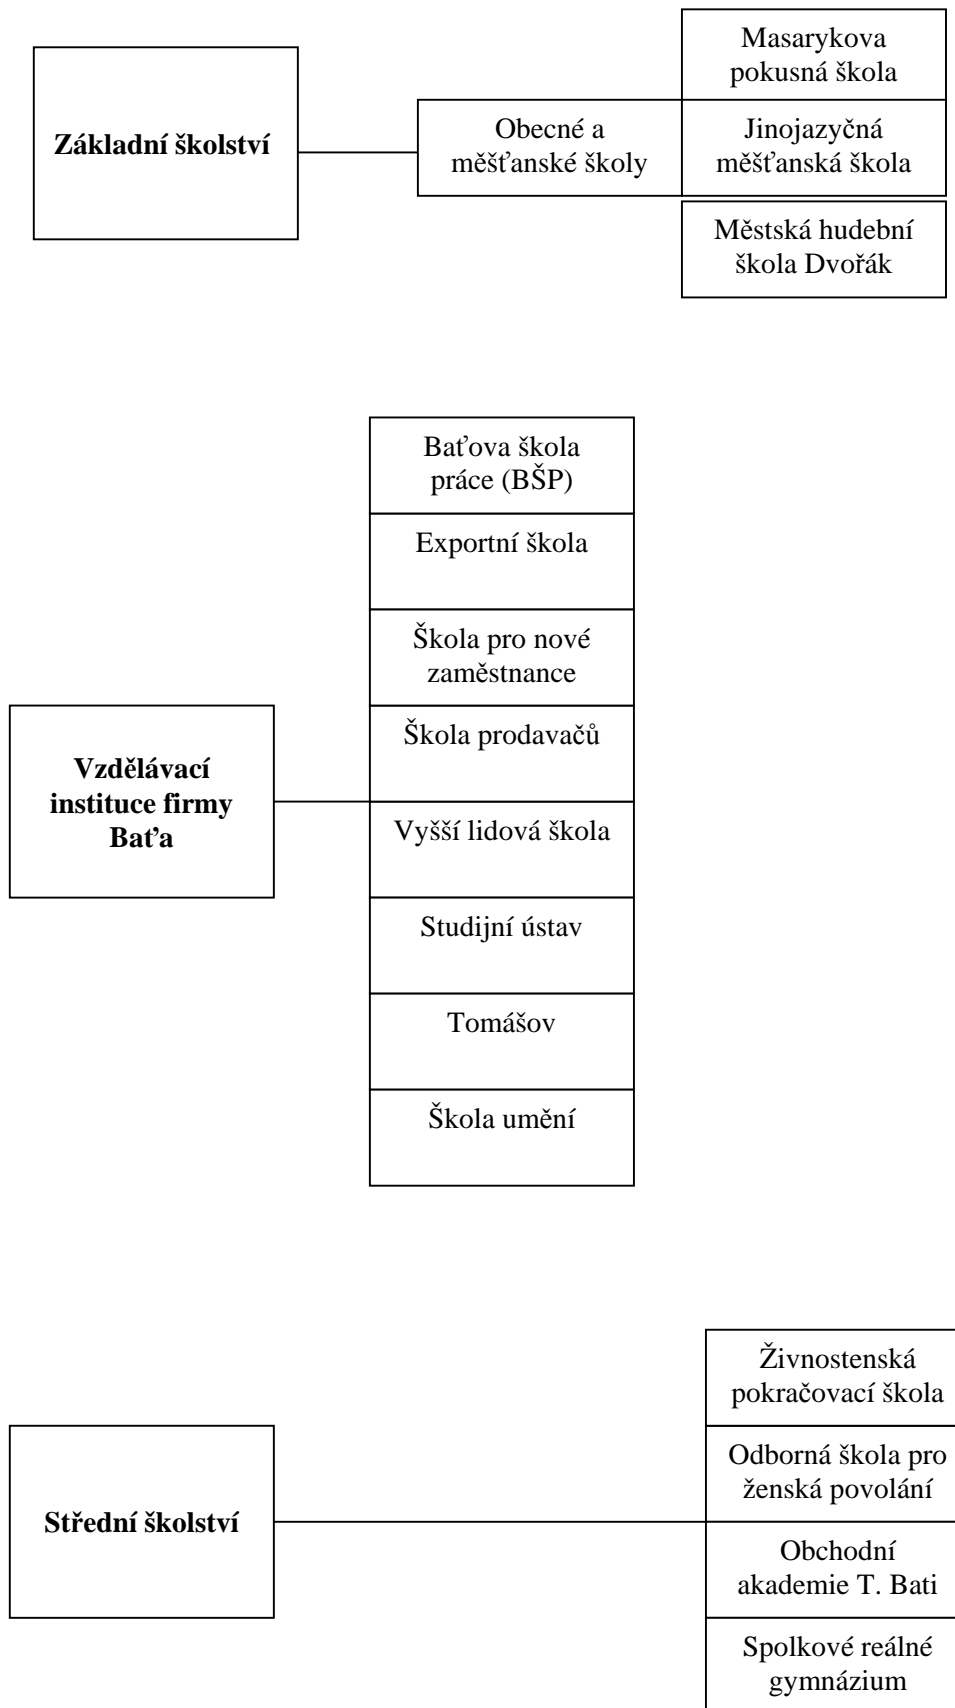 Základní školství
Obecné a
měšťanské školy
Masarykova
pokusná škola
Jinojazyčná
měšťanská škola
Městská hudební
škola Dvořák
Vzdělávací
instituce firmy
Baťa
Baťova škola
práce (BŠP)
Exportní škola
Škola pro nové
zaměstnance
Škola prodavačů
Vyšší lidová škola
Studijní ústav
Tomášov
Škola umění
Střední školství
Živnostenská
pokračovací škola
Odborná škola pro
ženská povolání
Obchodní
akademie T. Bati
Spolkové reálné
gymnázium